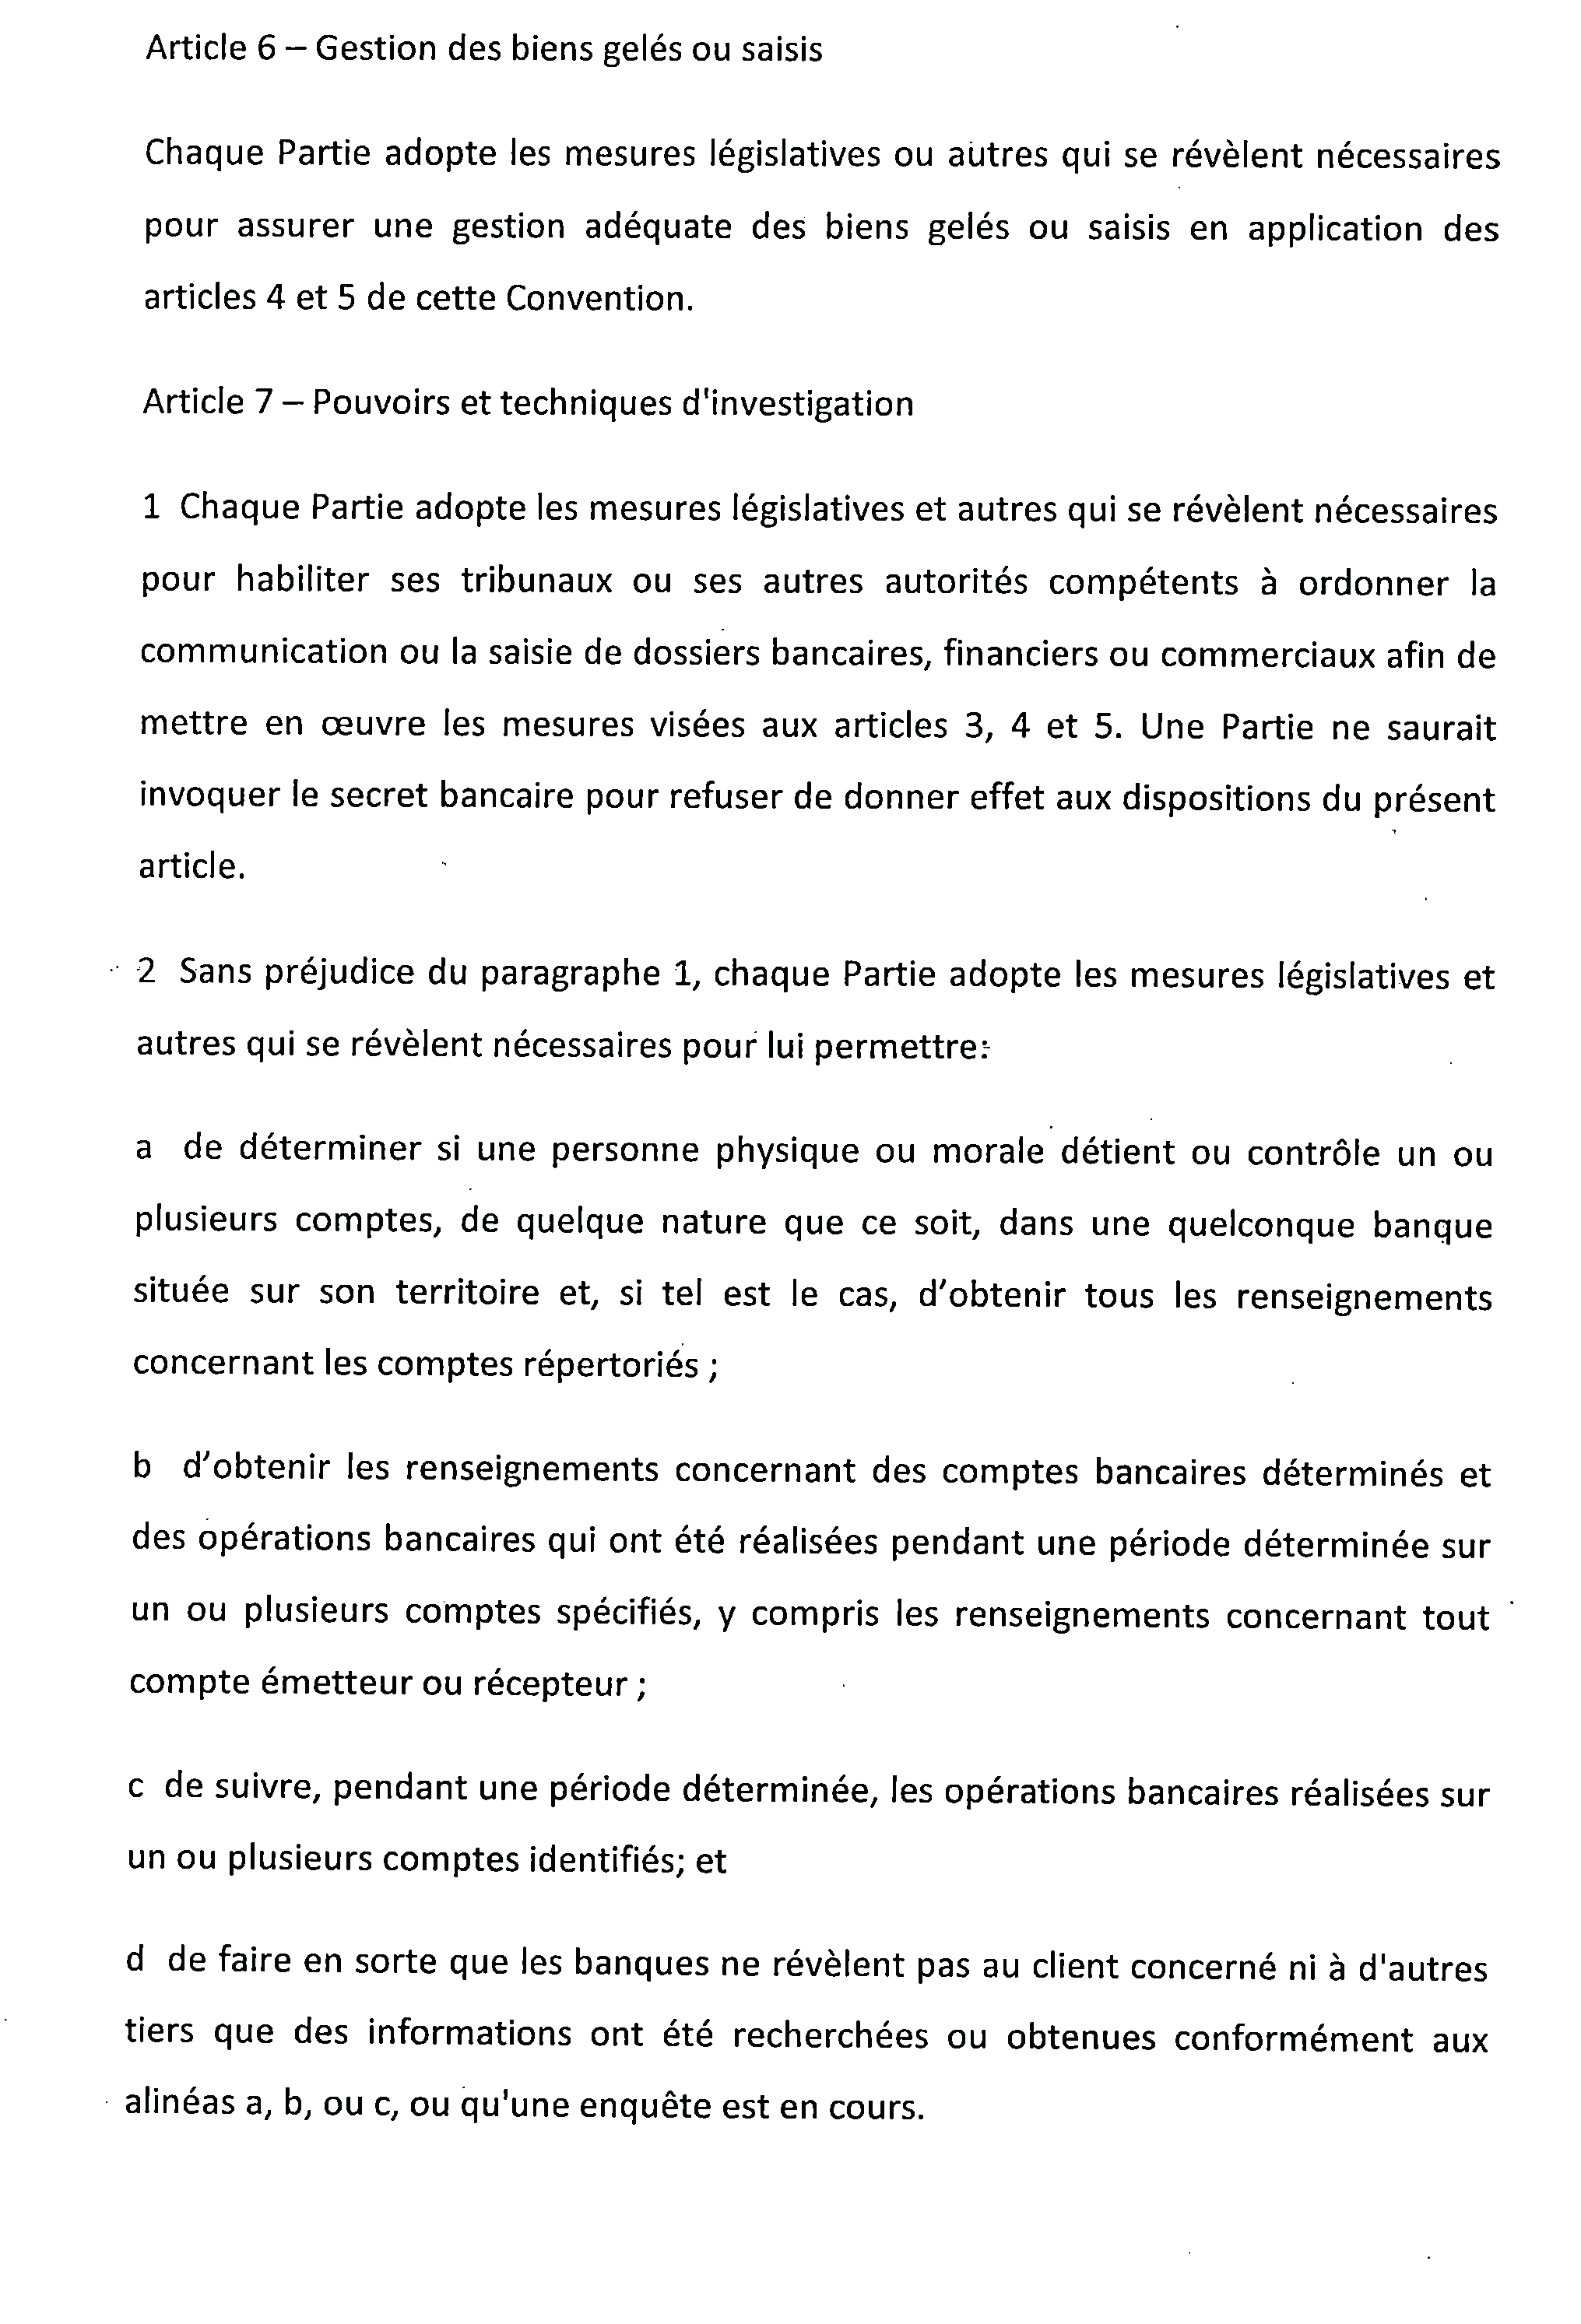 Article 6 – Gestion des biens gelés ou saisis
Chaque Partie adopte les mesures législatives ou autres qui se révèlent nécessaires
pour assurer une gestion adéquate des biens gelés ou saisis en application des
articles 4 et 5 de cette Convention.
Article 7 – Pouvoirs et techniques d'investigation
1 Chaque Partie adopte les mesures législatives et autres qui se révèlent nécessaires
pour habiliter ses tribunaux ou ses autres autorités compétents à ordonner la
communication ou la saisie de dossiers bancaires, financiers ou commerciaux afin de
mettre en œuvre les mesures visées aux articles 3, 4 et 5. Une Partie ne saurait
invoquer le secret bancaire pour refuser de donner effet aux dispositions du présent
article.
2 Sans préjudice du paragraphe 1, chaque Partie adopte les mesures législatives et
autres qui se révèlent nécessaires pour lui permettre:
a de déterminer si une personne physique ou morale détient ou contrôle un ou
plusieurs comptes, de quelque nature que ce soit, dans une quelconque banque
située sur son territoire et, si tel est le cas, d’obtenir tous les renseignements
concernant les comptes répertoriés ;
b d’obtenir les renseignements concernant des comptes bancaires déterminés et
des opérations bancaires qui ont été réalisées pendant une période déterminée sur
un ou plusieurs comptes spécifiés, y compris les renseignements concernant tout
compte émetteur ou récepteur ;
c de suivre, pendant une période déterminée, les opérations bancaires réalisées sur
un ou plusieurs comptes identifiés; et
d de faire en sorte que les banques ne révèlent pas au client concerné ni à d'autres
tiers que des informations ont été recherchées ou obtenues conformément aux
alinéas a, b, ou c, ou qu'une enquête est en cours.